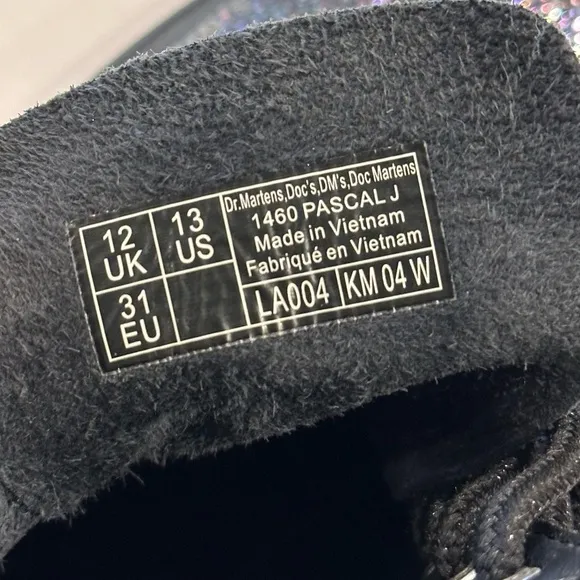 12
UK
13
US
31
EU
Dr.Martens,Doc's,DM's,Doc Martens
1460 PASCAL J
Made in Vietnam
Fabriqué en Vietnam
LA004
KM 04 W